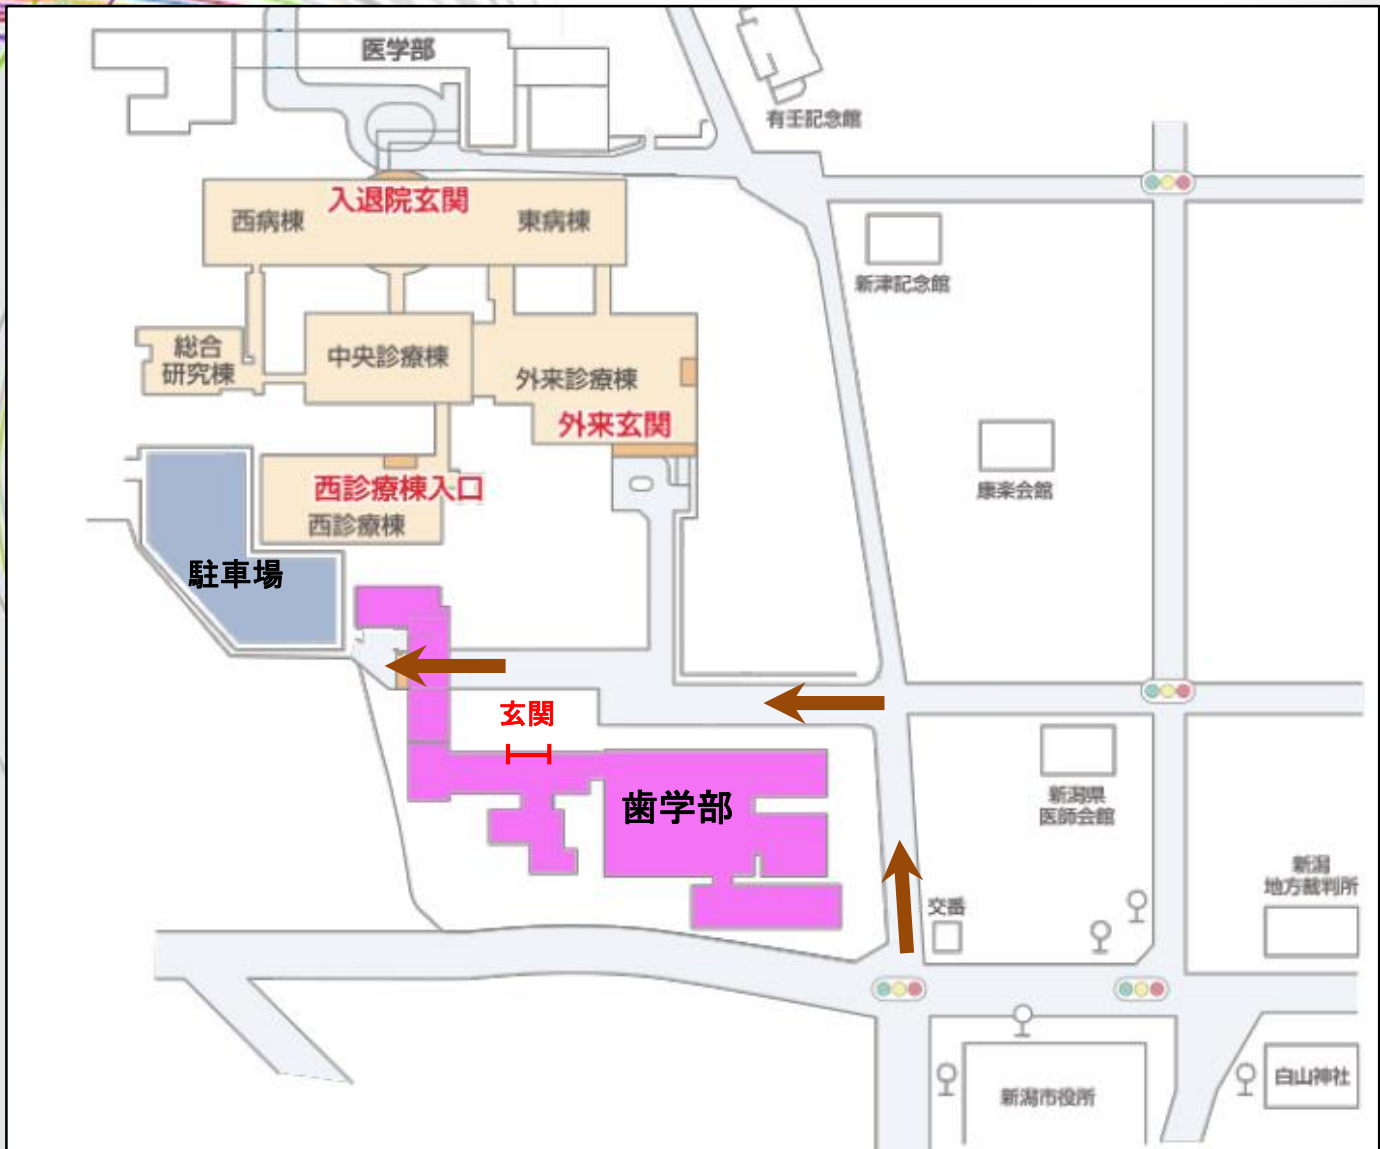 医学部
有壬記念館
入退院玄関
西病棟
東病棟
新津記念館
総合
研究棟
中央診療棟
外来診療棟
外来玄関
西診療棟入口
西診療棟
康楽会館
駐車場
玄関
歯学部
新潟県
医師会館
新潟
地方裁判所
交番
新潟市役所
白山神社